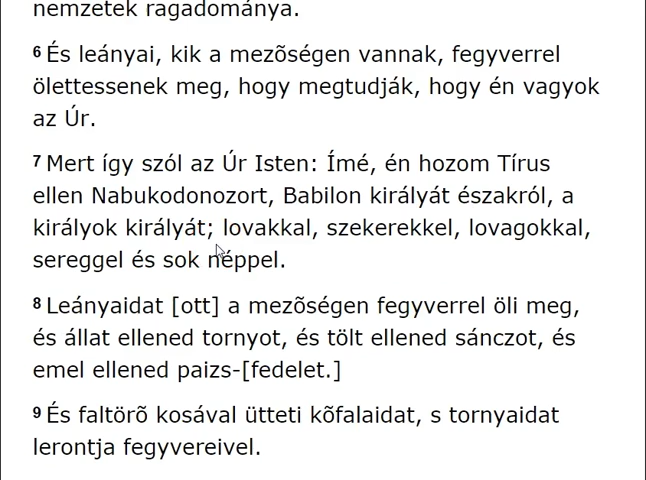 nemzetek ragadománya.
6 És leányai, kik a mezõségen vannak, fegyverrel
ölettessenek meg, hogy megtudják, hogy én vagyok
az Úr.
7 Mert így szól az Úr Isten: Ímé, én hozom Tírus
ellen Nabukodonozort, Babilon királyát északról, a
királyok királyát; lovakkal, szekerekkel, lovagokkal,
sereggel és sok néppel.
8 Leányaidat [ott] a mezõségen fegyverrel öli meg,
és állat ellened tornyot, és tölt ellened sánczot, és
emel ellened paizs-[fedelet.]
9 És faltörõ kosával ütteti kõfalaidat, s tornyaidat
lerontja fegyvereivel.